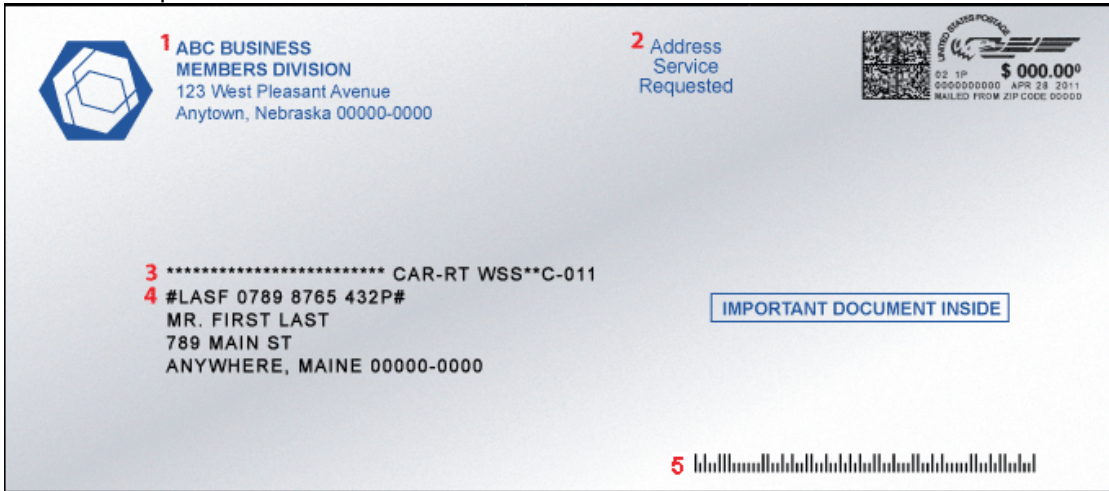 1 ABC BUSINESS
MEMBERS DIVISION
123 West Pleasant Avenue
Anytown, Nebraska 00000-0000
2 Address
Service
Requested
UNITED STATES POSTAGE
02 1P $ 000.00⁰
0000000000 APR 28 2011
MAILED FROM ZIP CODE 00000
3 ************************* CAR-RT WSS**C-011
4 #LASF 0789 8765 432P#
MR. FIRST LAST
789 MAIN ST
ANYWHERE, MAINE 00000-0000
IMPORTANT DOCUMENT INSIDE
5